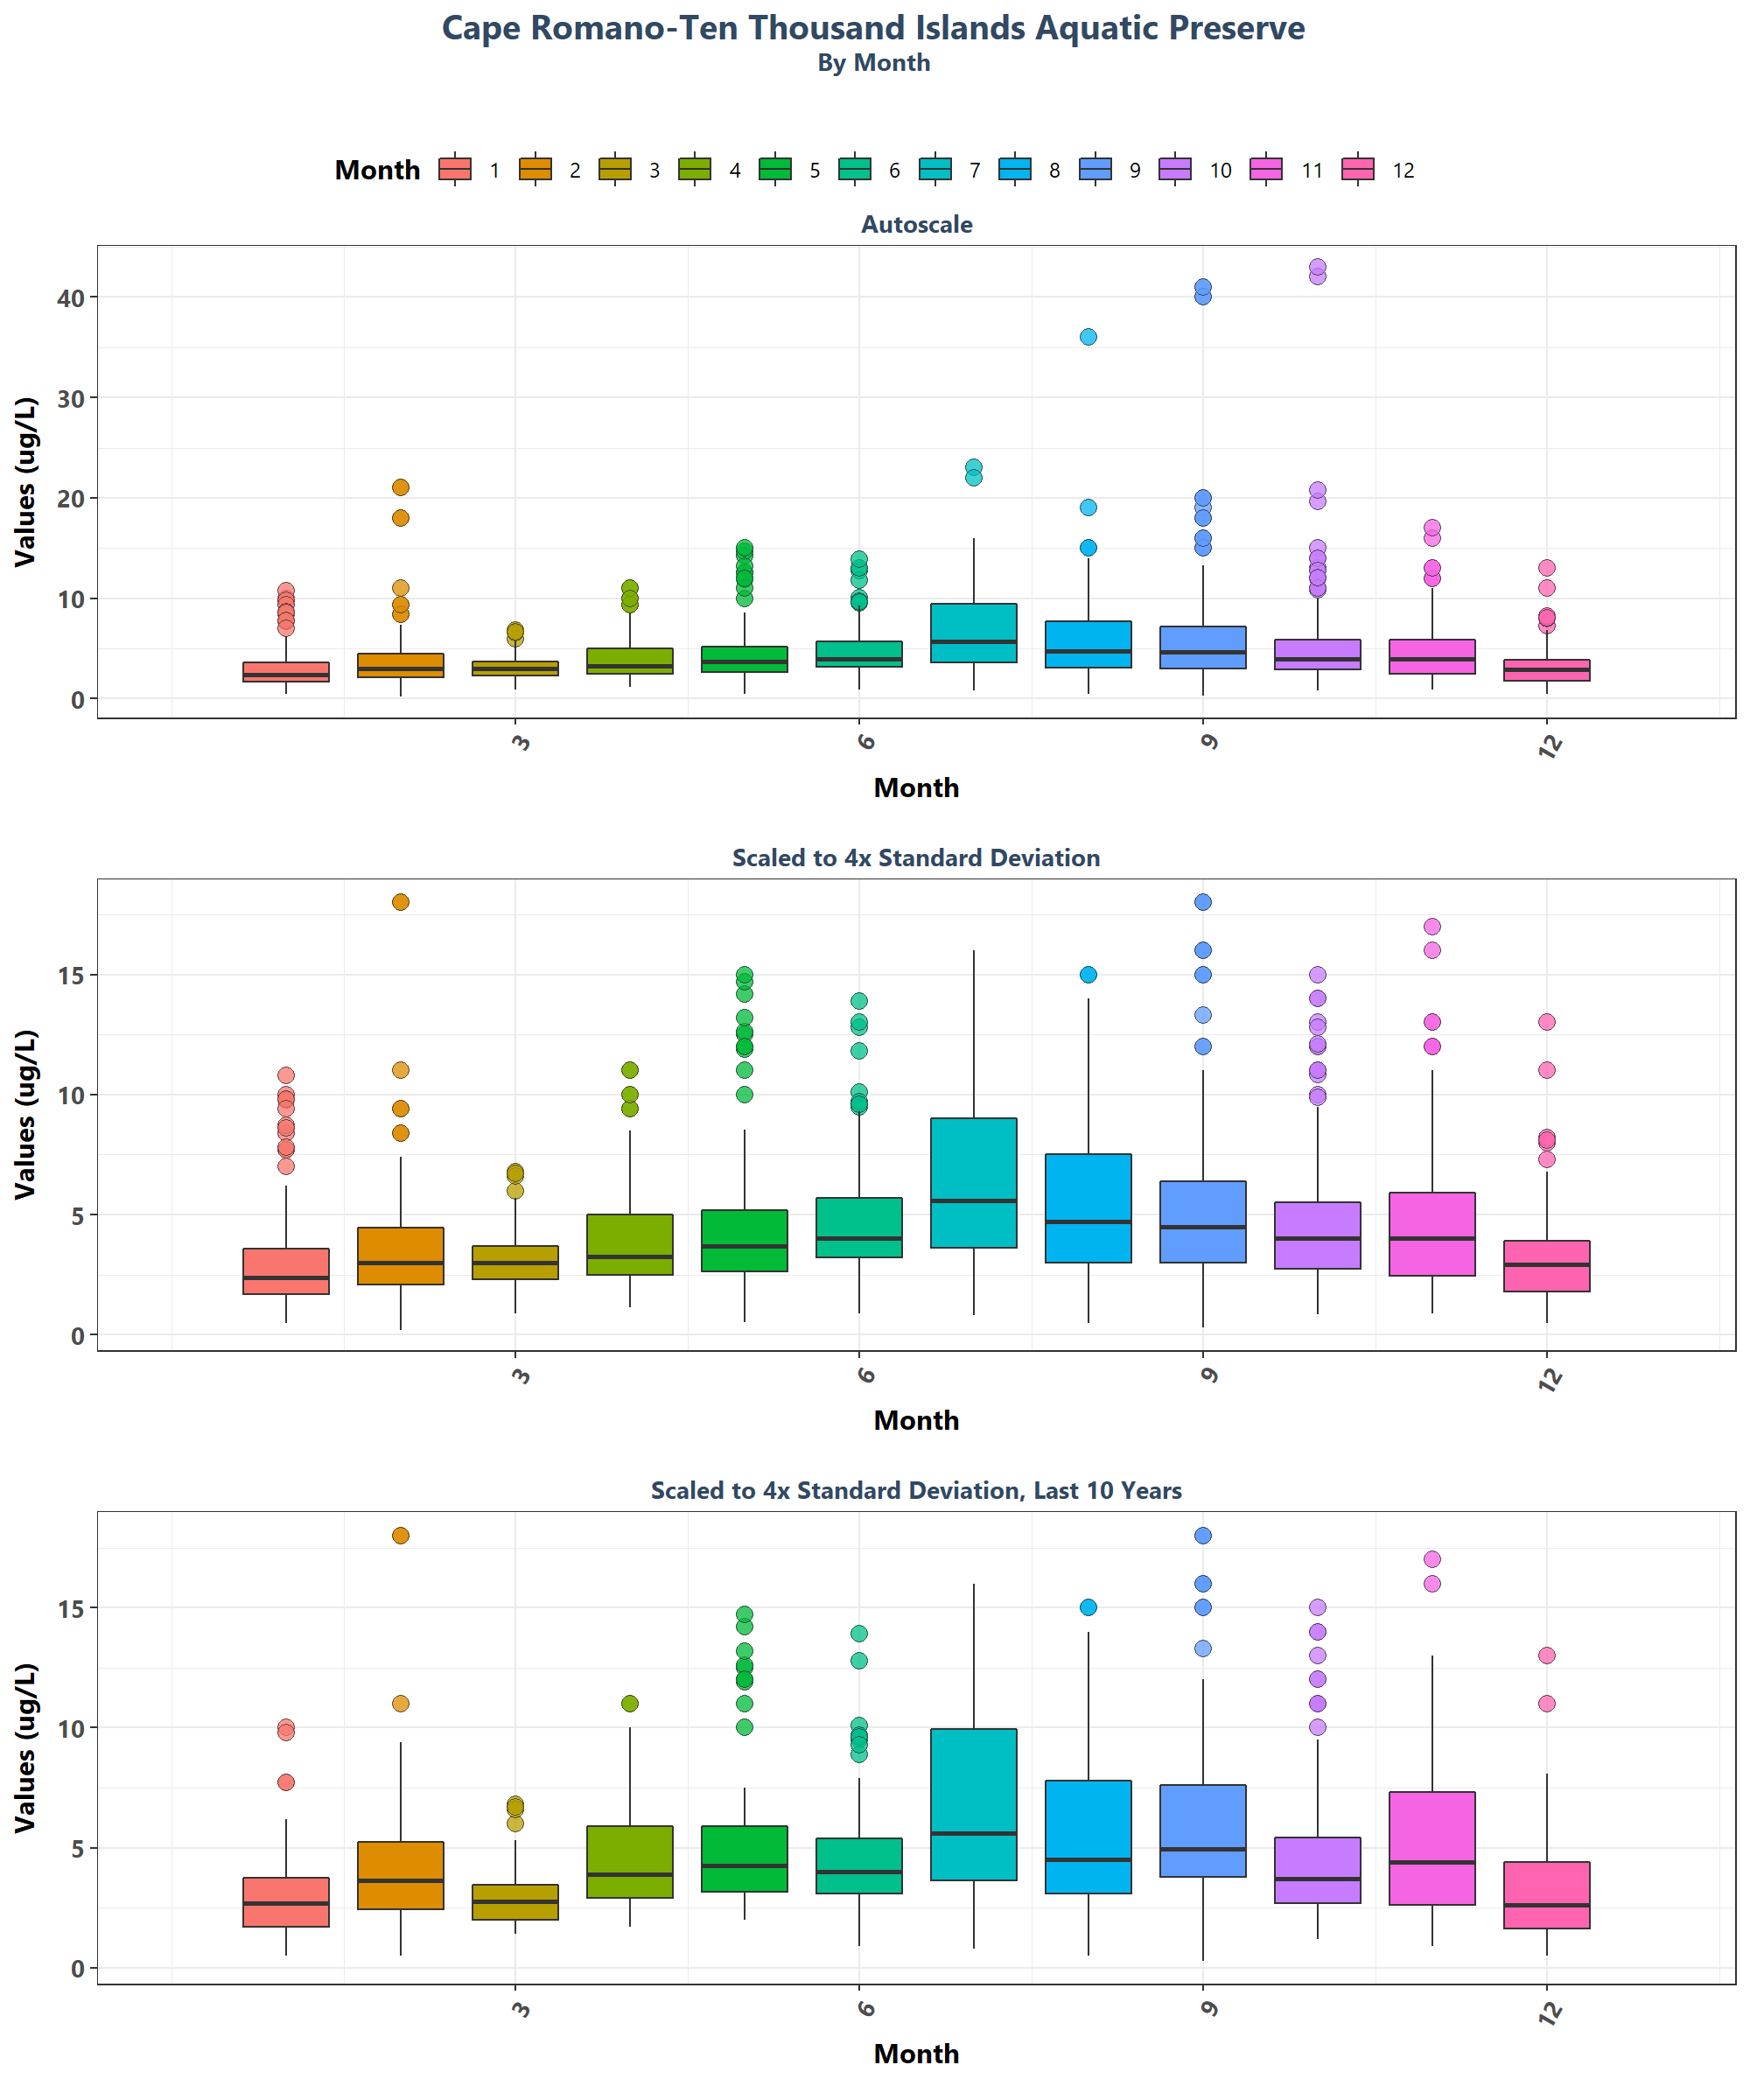 Cape Romano-Ten Thousand Islands Aquatic Preserve
By Month
Month 1 2 3 4 5 6 7 8 9 10 11 12
Autoscale
Values (ug/L)
40
30
20
10
0
3 6 9 12
Month
Scaled to 4x Standard Deviation
Values (ug/L)
15
10
5
0
3 6 9 12
Month
Scaled to 4x Standard Deviation, Last 10 Years
Values (ug/L)
15
10
5
0
3 6 9 12
Month